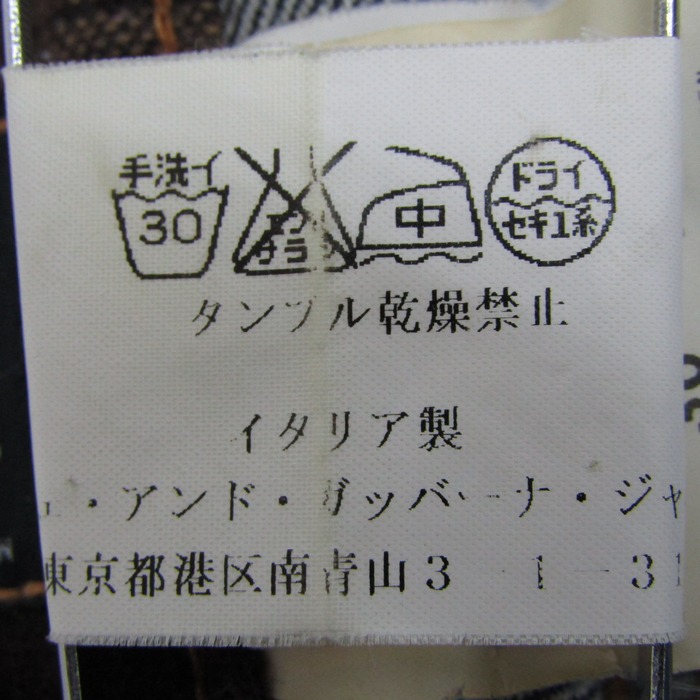 手洗イ
30
中
ドライ
セキユ系
タンブル乾燥禁止
イタリア製
・アンド・ガッバーナ・ジャ
東京都港区南青山3-1-31